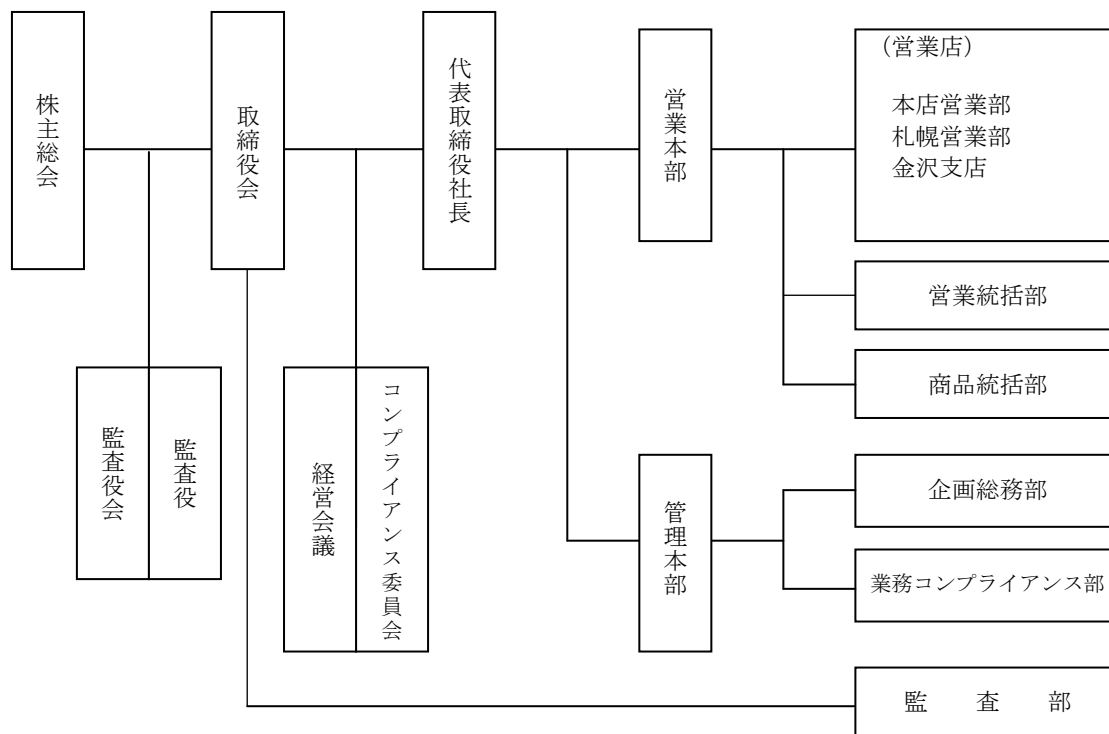 株主総会
取締役会
代表取締役社長
営業本部
(営業店)
本店営業部
札幌営業部
金沢支店
営業統括部
商品統括部
監査役会
監査役
経営会議
コンプライアンス委員会
管理本部
企画総務部
業務コンプライアンス部
監 査 部